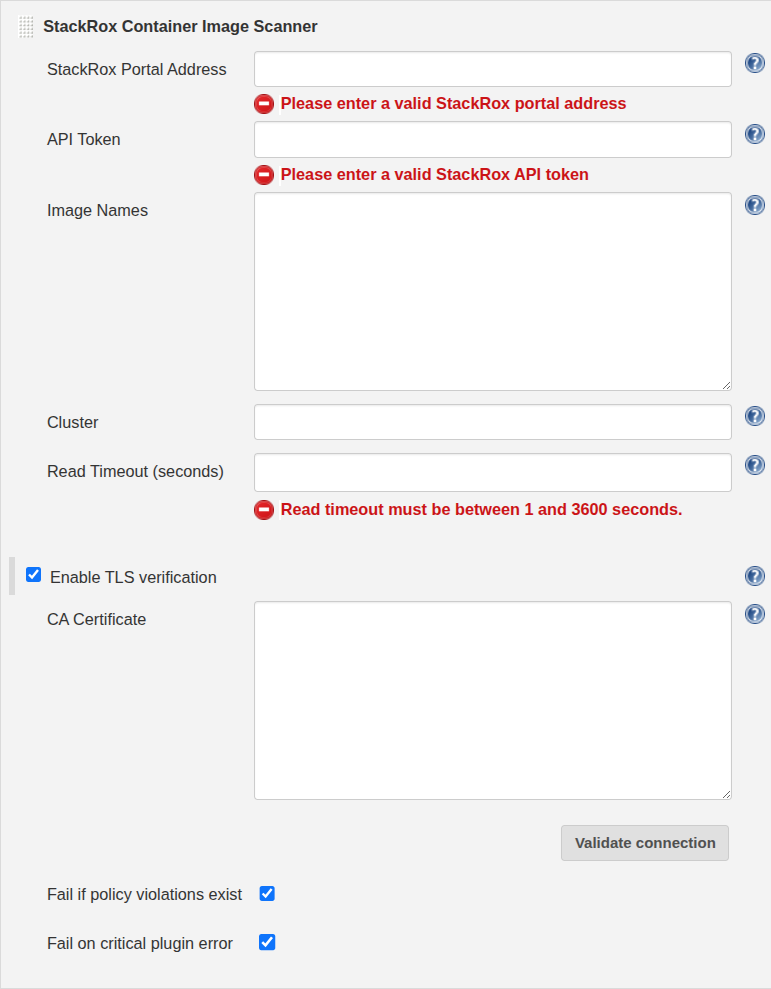 StackRox Container Image Scanner
StackRox Portal Address
Please enter a valid StackRox portal address
API Token
Please enter a valid StackRox API token
Image Names
Cluster
Read Timeout (seconds)
Read timeout must be between 1 and 3600 seconds.
Enable TLS verification
CA Certificate
Validate connection
Fail if policy violations exist
Fail on critical plugin error